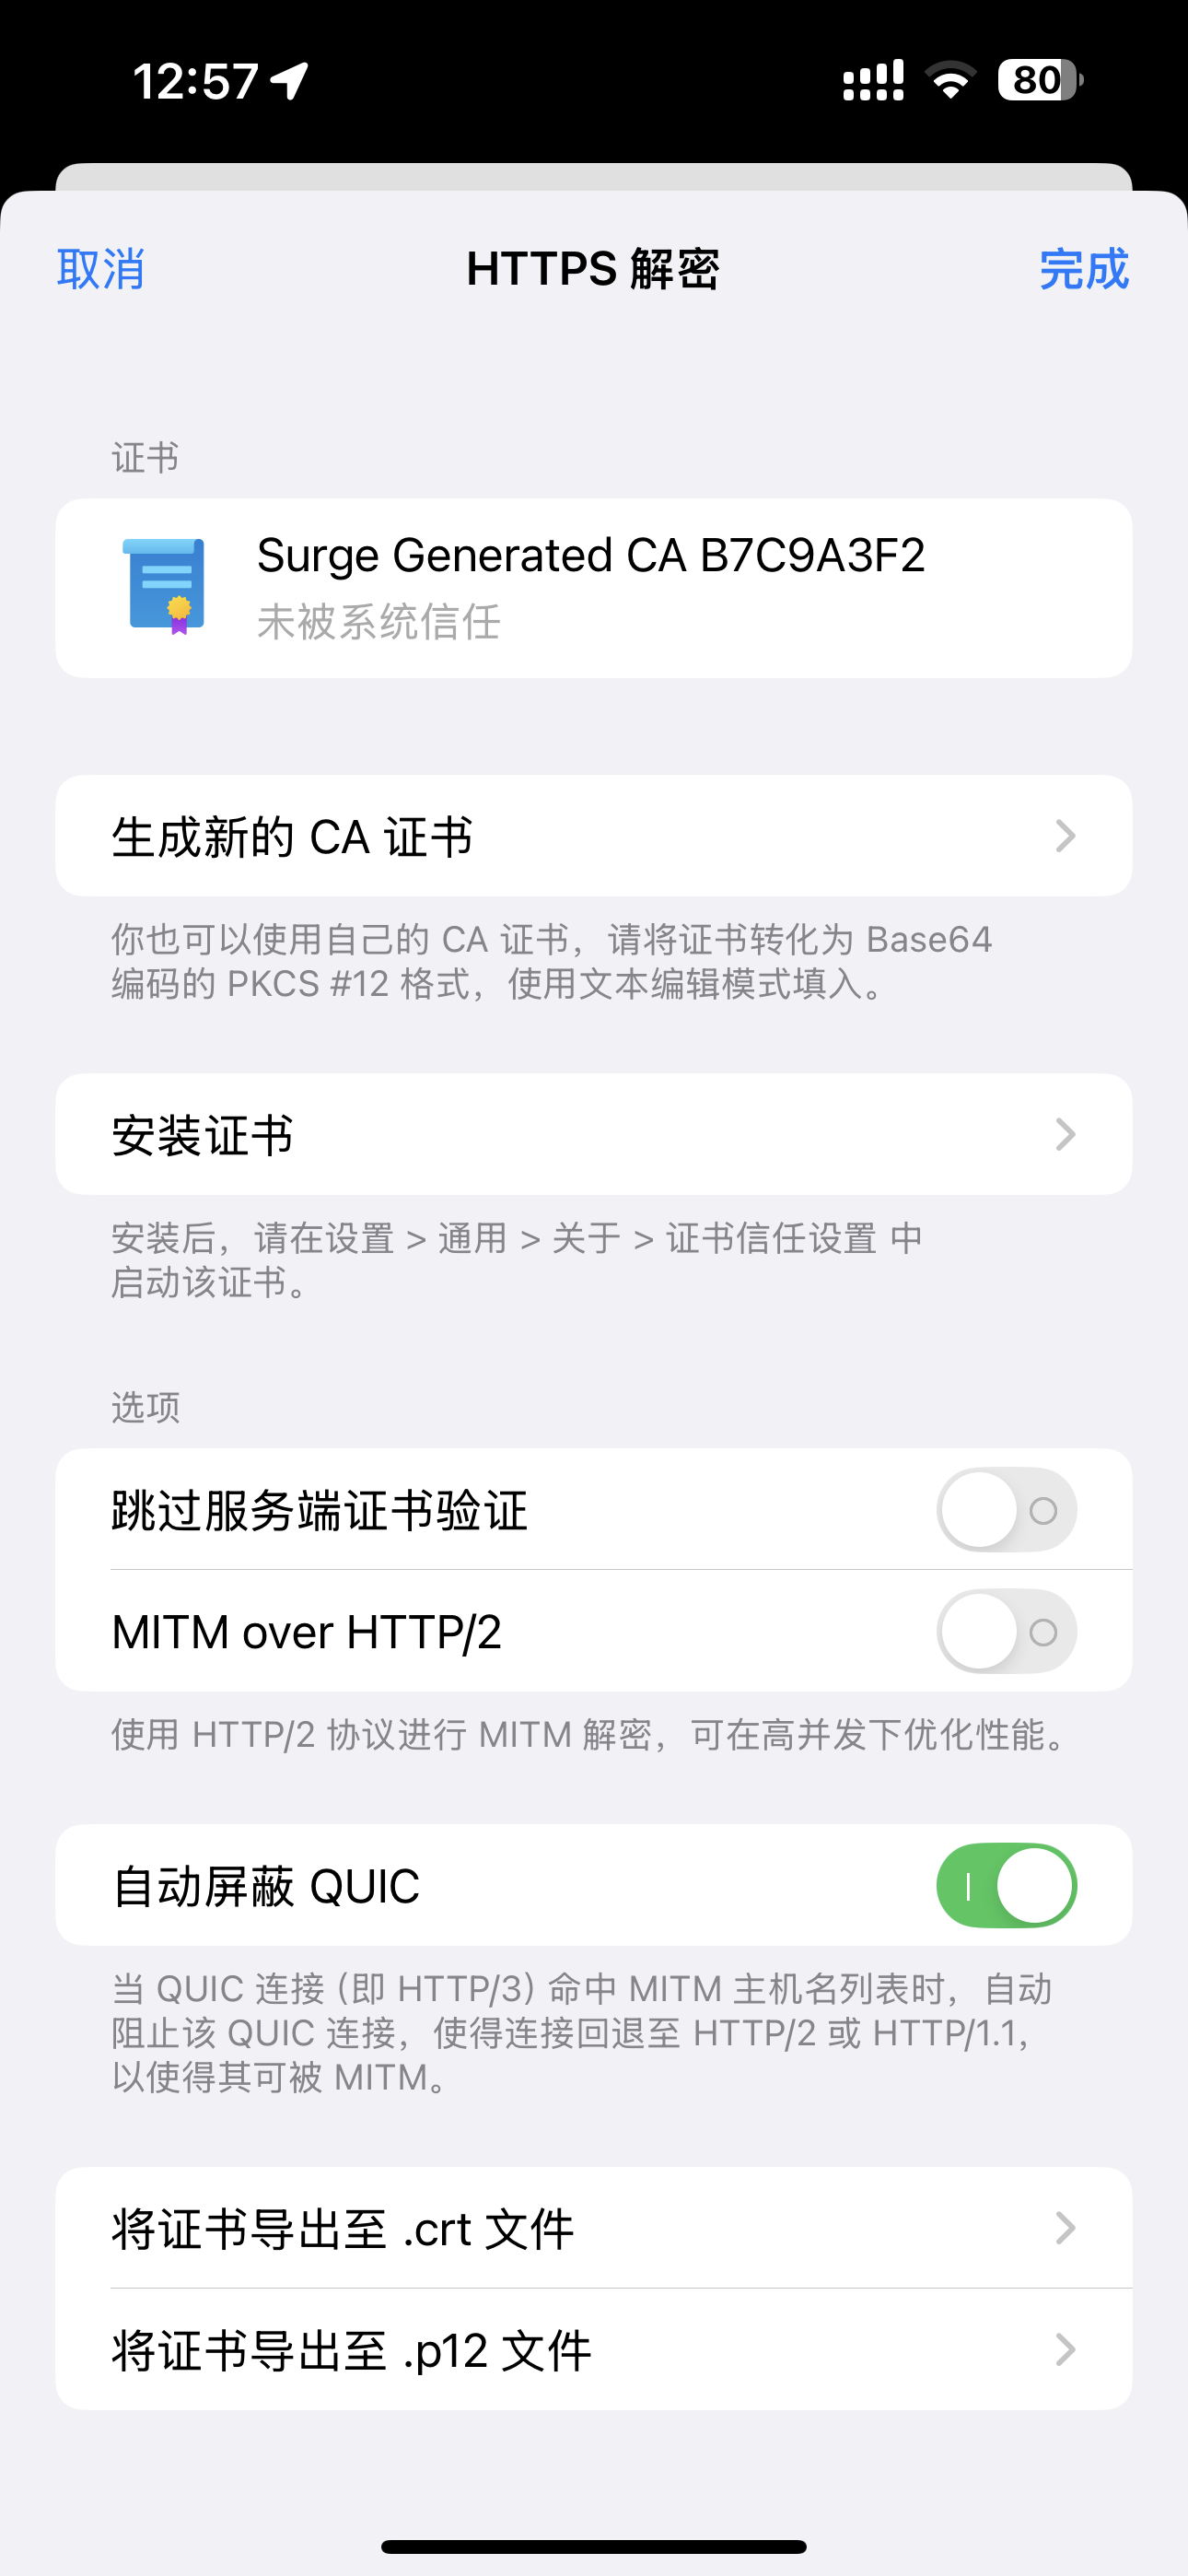 12:57
80
取消
HTTPS 解密
完成
证书
Surge Generated CA B7C9A3F2
未被系统信任
生成新的 CA 证书
你也可以使用自己的 CA 证书，请将证书转化为 Base64
编码的 PKCS #12 格式，使用文本编辑模式填入。
安装证书
安装后，请在设置 > 通用 > 关于 > 证书信任设置 中
启动该证书。
选项
跳过服务端证书验证
MITM over HTTP/2
使用 HTTP/2 协议进行 MITM 解密，可在高并发下优化性能。
自动屏蔽 QUIC
当 QUIC 连接（即 HTTP/3）命中 MITM 主机名列表时，自动
阻止该 QUIC 连接，使得连接回退至 HTTP/2 或 HTTP/1.1，
以使得其可被 MITM。
将证书导出至 .crt 文件
将证书导出至 .p12 文件